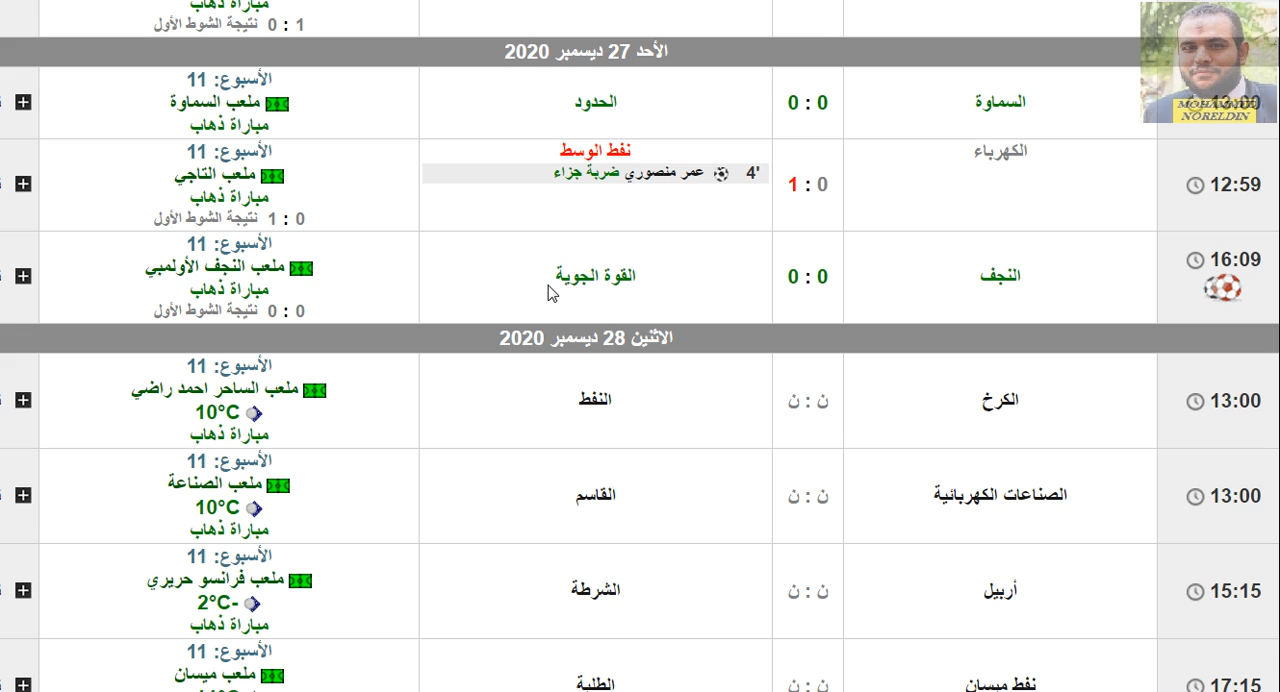 مباراة ذهاب
1 : 0 نتيجة الشوط الأول
الأحد 27 ديسمبر 2020
MOHAMMED
NORELDIN
13:00
السماوة
0 : 0
الحدود
الأسبوع: 11
ملعب السماوة
مباراة ذهاب
12:59
الكهرباء
0 : 1
نفط الوسط
4' عمر منصوري ضربة جزاء
الأسبوع: 11
ملعب التاجي
مباراة ذهاب
0 : 1 نتيجة الشوط الأول
16:09
النجف
0 : 0
القوة الجوية
الأسبوع: 11
ملعب النجف الأولمبي
مباراة ذهاب
0 : 0 نتيجة الشوط الأول
الاثنين 28 ديسمبر 2020
13:00
الكرخ
ن : ن
النفط
الأسبوع: 11
ملعب الساحر احمد راضي
10°C
مباراة ذهاب
13:00
الصناعات الكهربائية
ن : ن
القاسم
الأسبوع: 11
ملعب الصناعة
10°C
مباراة ذهاب
15:15
أربيل
ن : ن
الشرطة
الأسبوع: 11
ملعب فرانسو حريري
-2°C
مباراة ذهاب
17:15
نفط ميسان
ن : ن
الطلبة
الأسبوع: 11
ملعب ميسان